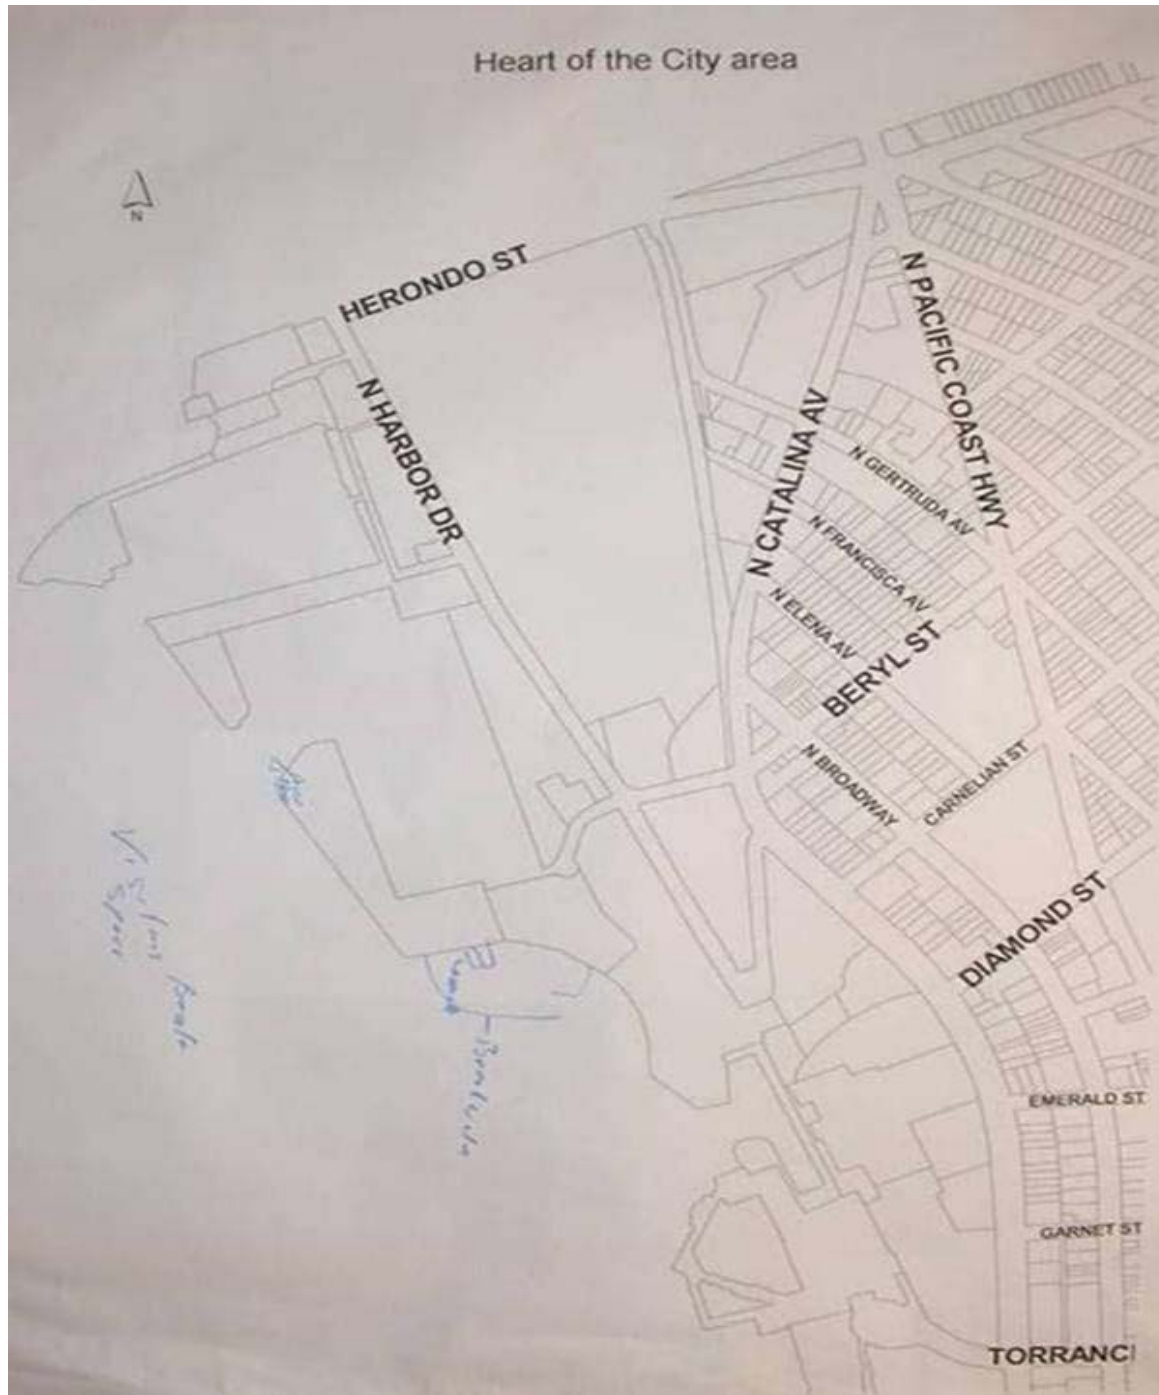 Heart of the City area
N
HERONDO ST
N PACIFIC COAST HWY
N HARBOR DR
N CATALINA AV
N GERTRUDA AV
N FRANCISCA AV
N ELENA AV
BERYL ST
N BROADWAY
CARNELIAN ST
DIAMOND ST
EMERALD ST
GARNET ST
TORRANC